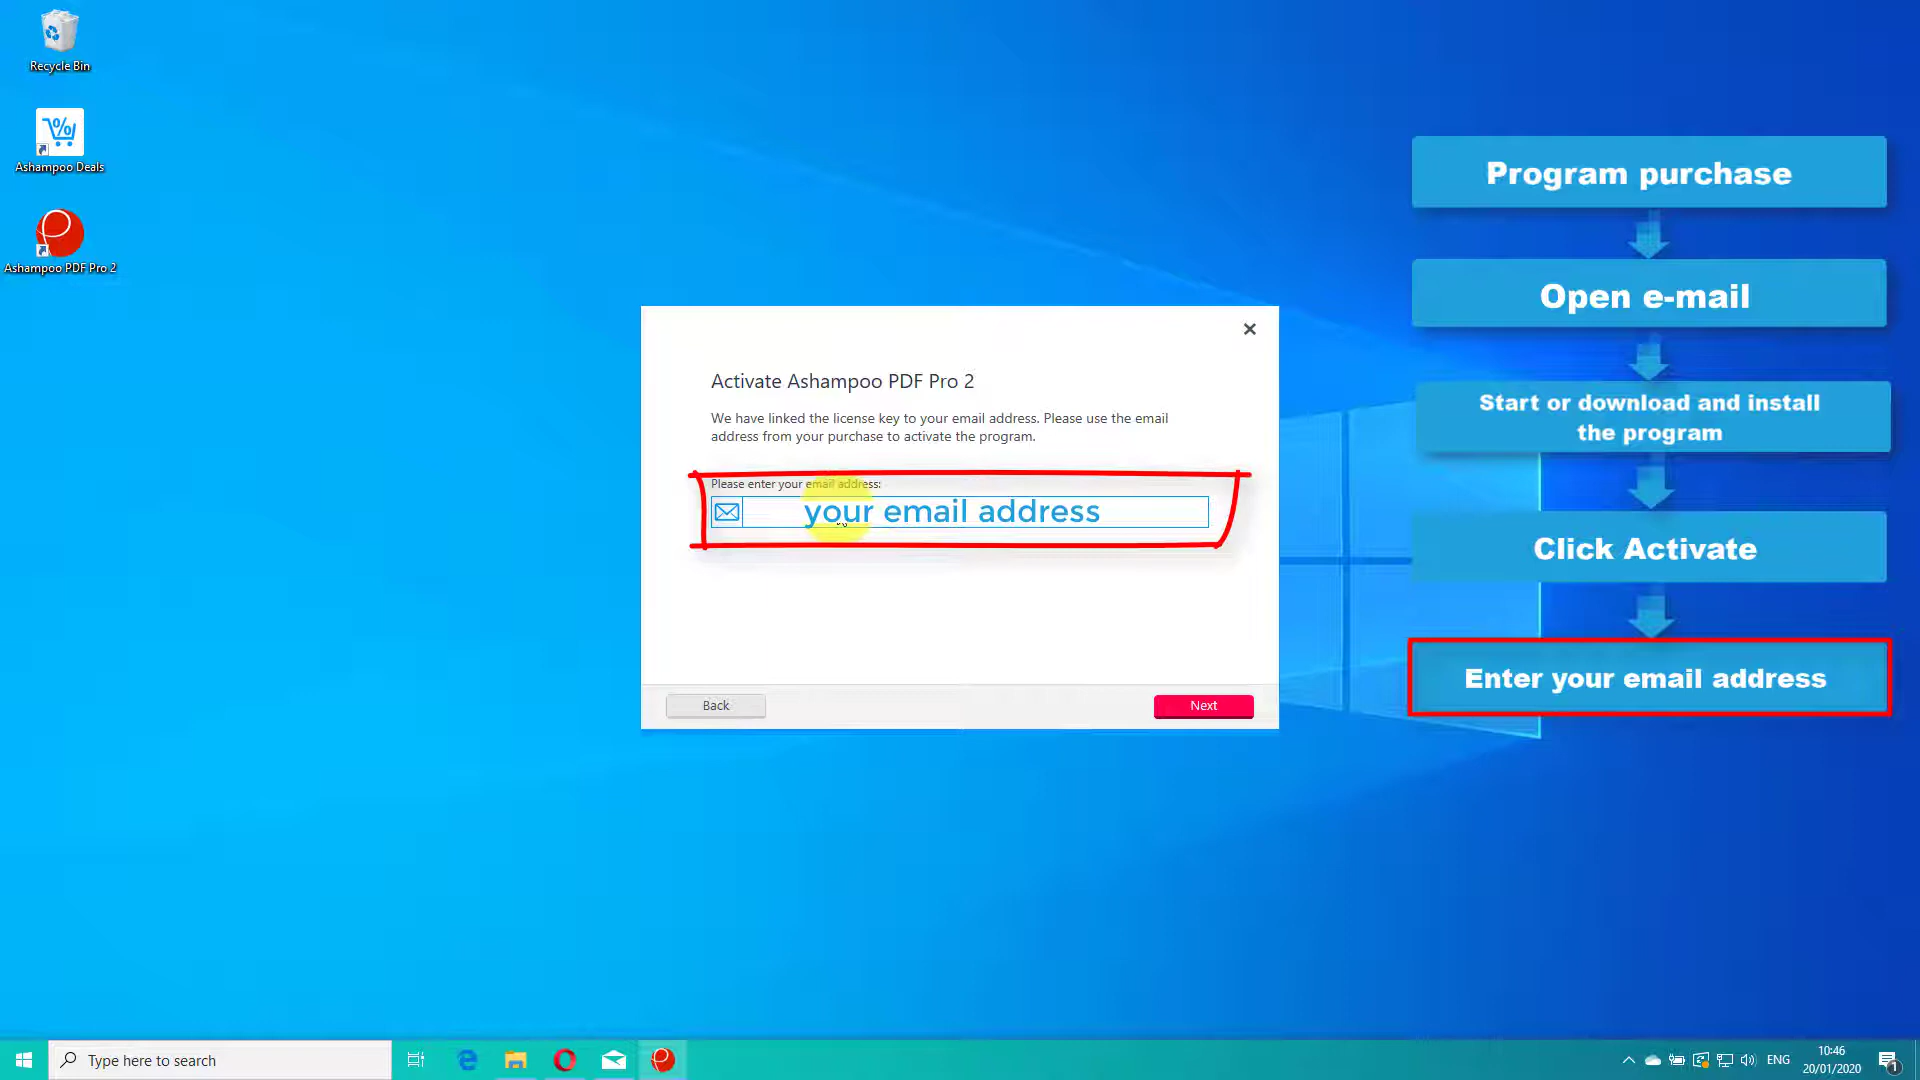 Recycle Bin
Ashampoo Deals
Ashampoo PDF Pro 2
Activate Ashampoo PDF Pro 2
We have linked the license key to your email address. Please use the email
address from your purchase to activate the program.
Please enter your email address:
your email address
Back
Next
Program purchase
Open e-mail
Start or download and install
the program
Click Activate
Enter your email address
Type here to search
ENG
10:46
20/01/2020
1